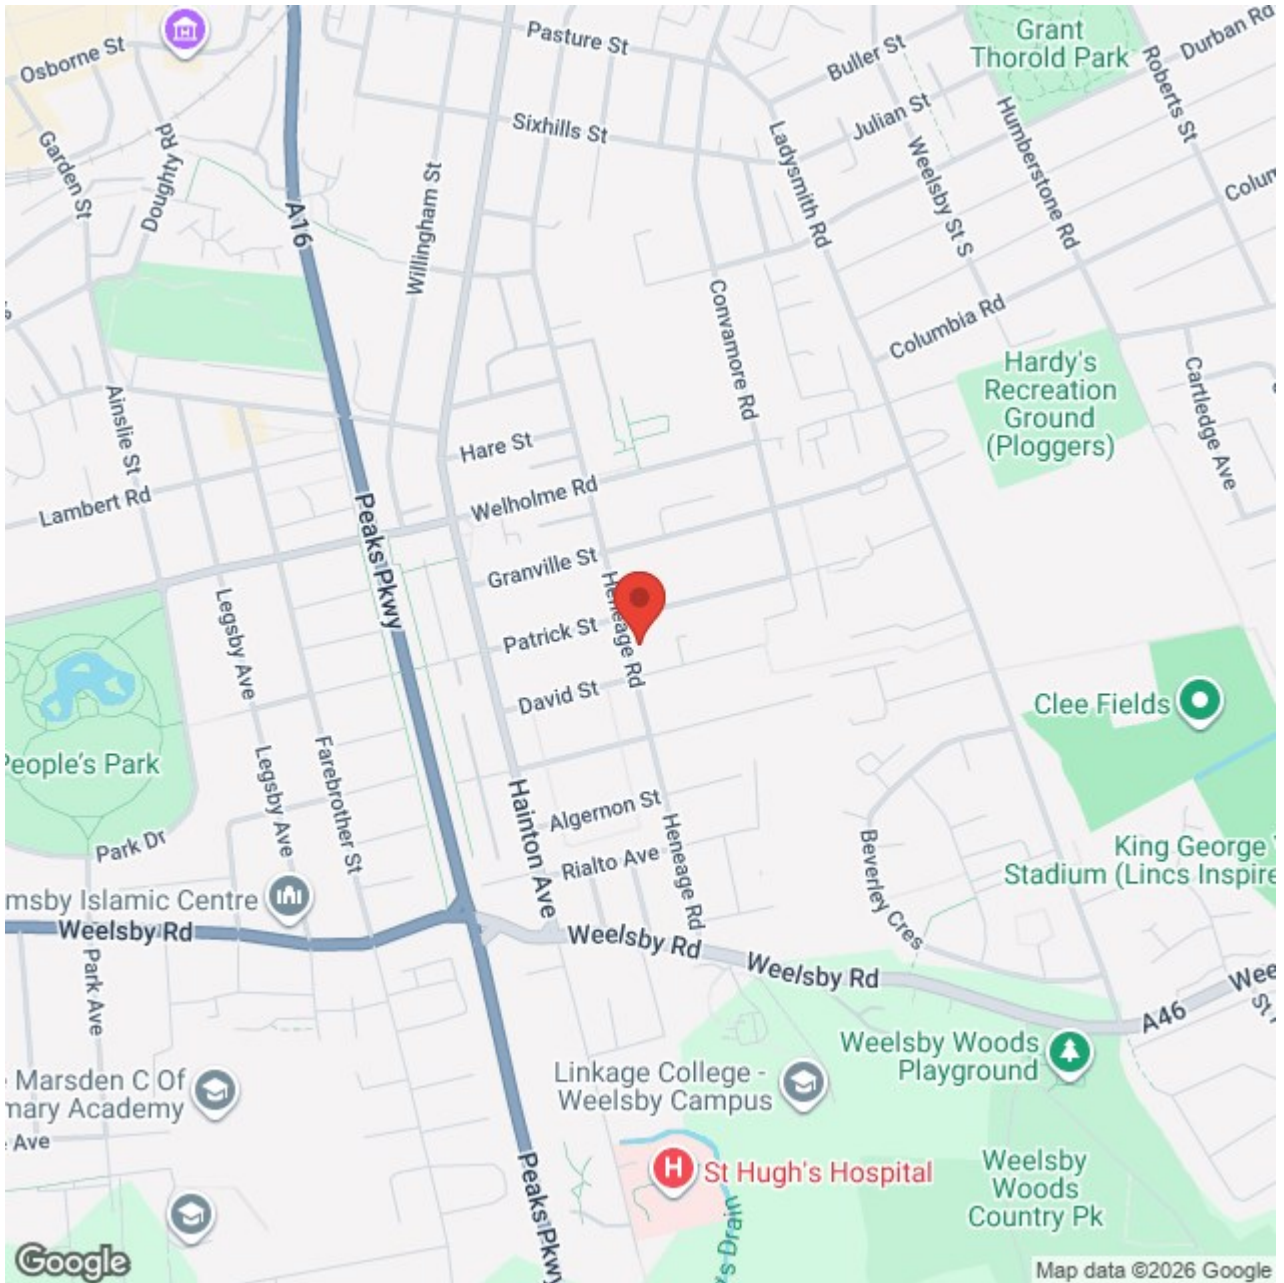 Osborne St
Pasture St
Buller St
Grant
Thorold Park
Durban Rd
Roberts St
Garden St
Doughty Rd
A16
Willingham St
Sixhills St
Ladysmith Rd
Julian St
Weelsby St S
Humberstone Rd
Convamore Rd
Columbia Rd
Hardy's
Recreation
Ground
(Ploggers)
Cartledge Ave
Ainslie St
Lambert Rd
Hare St
Welholme Rd
Peaks Pkwy
Granville St
Heneage Rd
Patrick St
David St
Legsby Ave
Clee Fields
People's Park
Legsby Ave
Farebrother St
Hainton Ave
Algernon St
Heneage Rd
Park Dr
Rialto Ave
Beverley Cres
King George
Stadium (Lincs Inspire
msby Islamic Centre
Weelsby Rd
Weelsby Rd
Weelsby Rd
A46
Park Ave
Weelsby Woods
Playground
Linkage College -
Weelsby Campus
Marsden C Of
mary Academy
Ave
St Hugh's Hospital
Weelsby
Woods
Country Pk
Peaks Pkwy
's Drain
Google
Map data ©2026 Google